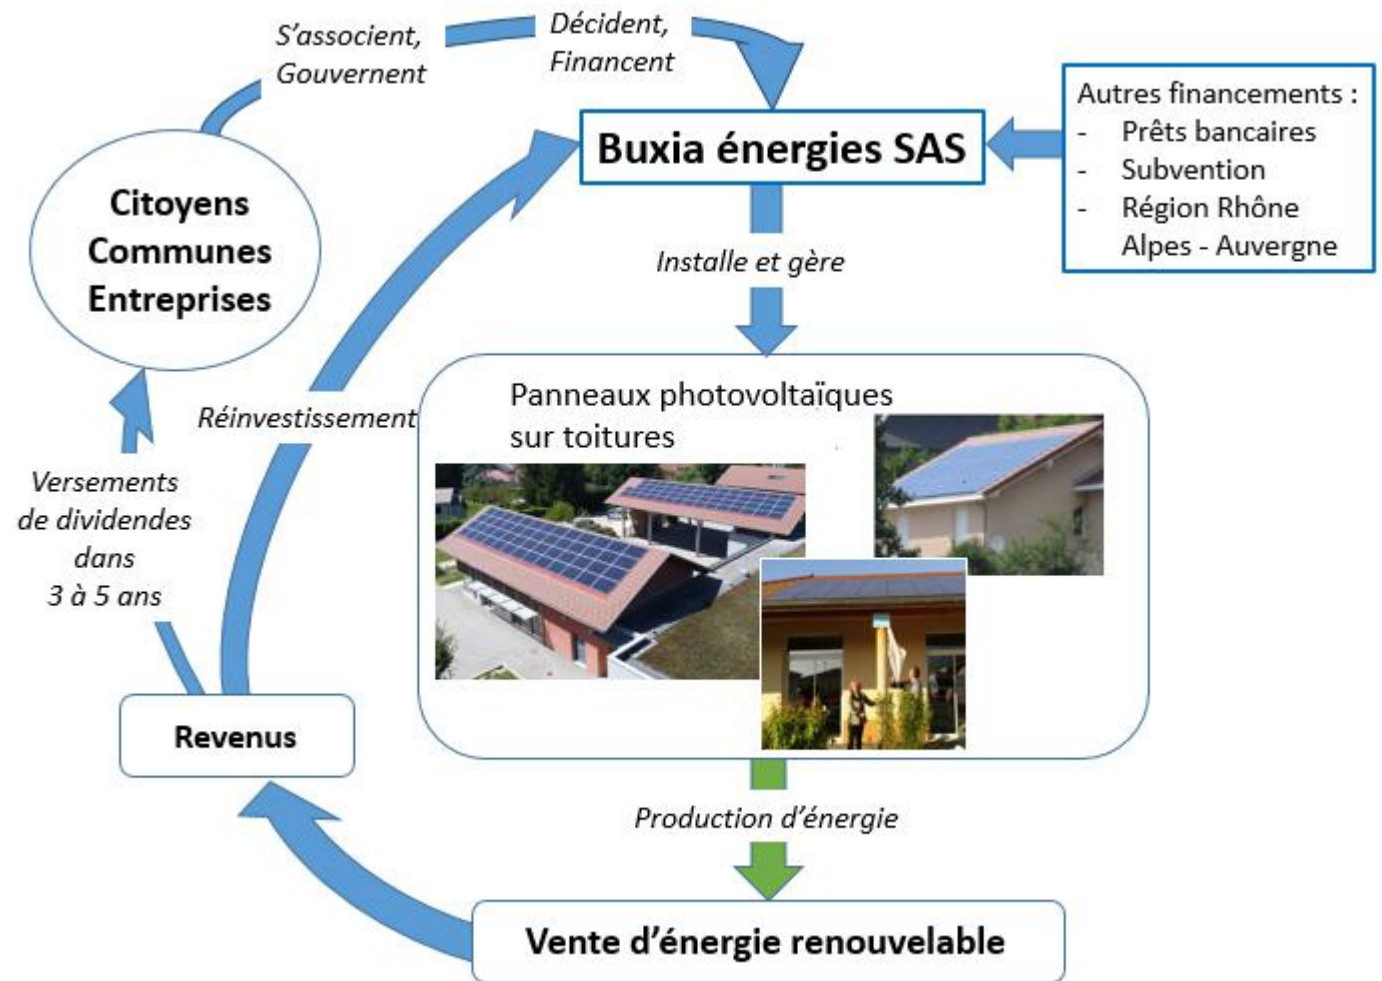 S’associent,
Gouvernent
Décident,
Financent
Buxia énergies SAS
Autres financements :
- Prêts bancaires
- Subvention
- Région Rhône
Alpes - Auvergne
Citoyens
Communes
Entreprises
Installe et gère
Panneaux photovoltaïques
sur toitures
Réinvestissement
Versements
de dividendes
dans
3 à 5 ans
Revenus
Production d’énergie
Vente d’énergie renouvelable